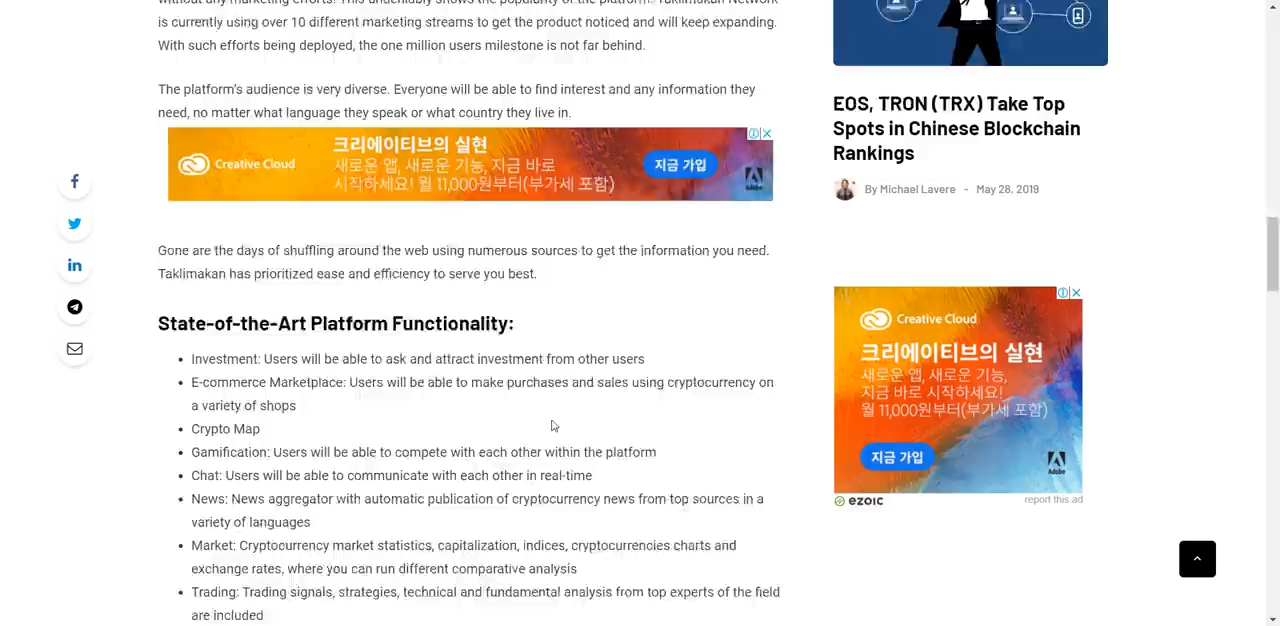 is currently using over 10 different marketing streams to get the product noticed and will keep expanding.
With such efforts being deployed, the one million users milestone is not far behind.
The platform's audience is very diverse. Everyone will be able to find interest and any information they
need, no matter what language they speak or what country they live in.
Creative Cloud
크리에이티브의 실현
새로운 앱, 새로운 기능, 지금 바로
시작하세요! 월 11,000원부터(부가세 포함)
지금 가입
Adobe
Gone are the days of shuffling around the web using numerous sources to get the information you need.
Taklimakan has prioritized ease and efficiency to serve you best.
State-of-the-Art Platform Functionality:
• Investment: Users will be able to ask and attract investment from other users
• E-commerce Marketplace: Users will be able to make purchases and sales using cryptocurrency on
a variety of shops
• Crypto Map
• Gamification: Users will be able to compete with each other within the platform
• Chat: Users will be able to communicate with each other in real-time
• News: News aggregator with automatic publication of cryptocurrency news from top sources in a
variety of languages
• Market: Cryptocurrency market statistics, capitalization, indices, cryptocurrencies charts and
exchange rates, where you can run different comparative analysis
• Trading: Trading signals, strategies, technical and fundamental analysis from top experts of the field
are included
EOS, TRON (TRX) Take Top
Spots in Chinese Blockchain
Rankings
By Michael Lavere - May 28, 2019
Creative Cloud
크리에이티브의 실현
새로운 앱, 새로운 기능,
지금 바로 시작하세요!
월 11,000원부터(부가세 포함)
지금 가입
Adobe
ezoic
report this ad